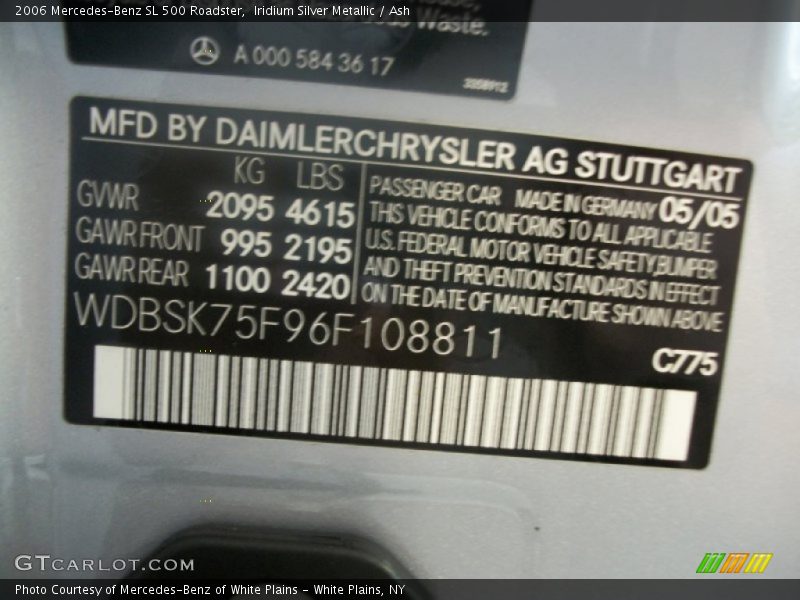 2006 Mercedes-Benz SL 500 Roadster, Iridium Silver Metallic / Ash
Waste.
A 000 584 36 17
MFD BY DAIMLERCHRYSLER AG STUTTGART
KG LBS
GVWR 2095 4615
GAWR FRONT 995 2195
GAWR REAR 1100 2420
PASSENGER CAR MADE IN GERMANY 05/05
THIS VEHICLE CONFORMS TO ALL APPLICABLE
U.S. FEDERAL MOTOR VEHICLE SAFETY, BUMPER
AND THEFT PREVENTION STANDARDS IN EFFECT
ON THE DATE OF MANUFACTURE SHOWN ABOVE
WDBSK75F96F108811
C775
GTCARLOT.COM
Photo Courtesy of Mercedes-Benz of White Plains - White Plains, NY